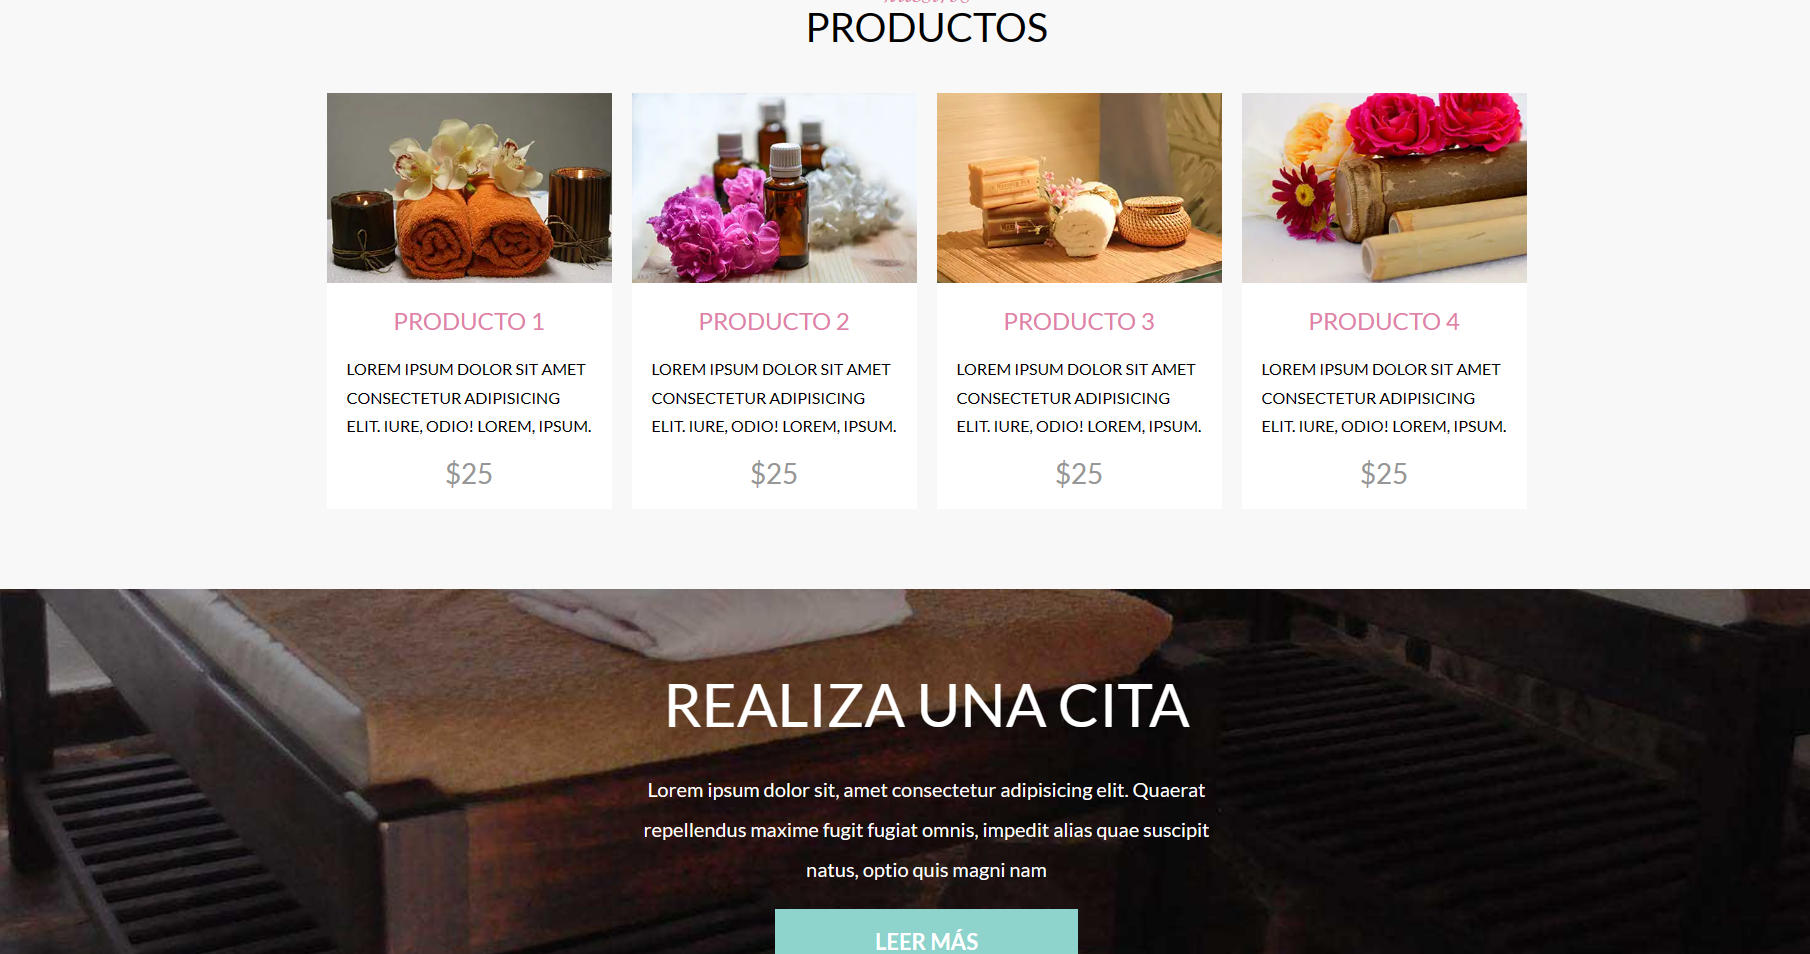 PRODUCTOS
PRODUCTO 1
LOREM IPSUM DOLOR SIT AMET
CONSECTETUR ADIPISICING
ELIT. IURE, ODIO! LOREM, IPSUM.
$25
PRODUCTO 2
LOREM IPSUM DOLOR SIT AMET
CONSECTETUR ADIPISICING
ELIT. IURE, ODIO! LOREM, IPSUM.
$25
PRODUCTO 3
LOREM IPSUM DOLOR SIT AMET
CONSECTETUR ADIPISICING
ELIT. IURE, ODIO! LOREM, IPSUM.
$25
PRODUCTO 4
LOREM IPSUM DOLOR SIT AMET
CONSECTETUR ADIPISICING
ELIT. IURE, ODIO! LOREM, IPSUM.
$25
REALIZA UNA CITA
Lorem ipsum dolor sit, amet consectetur adipisicing elit. Quaerat
repellendus maxime fugit fugiat omnis, impedit alias quae suscipit
natus, optio quis magni nam
LEER MÁS